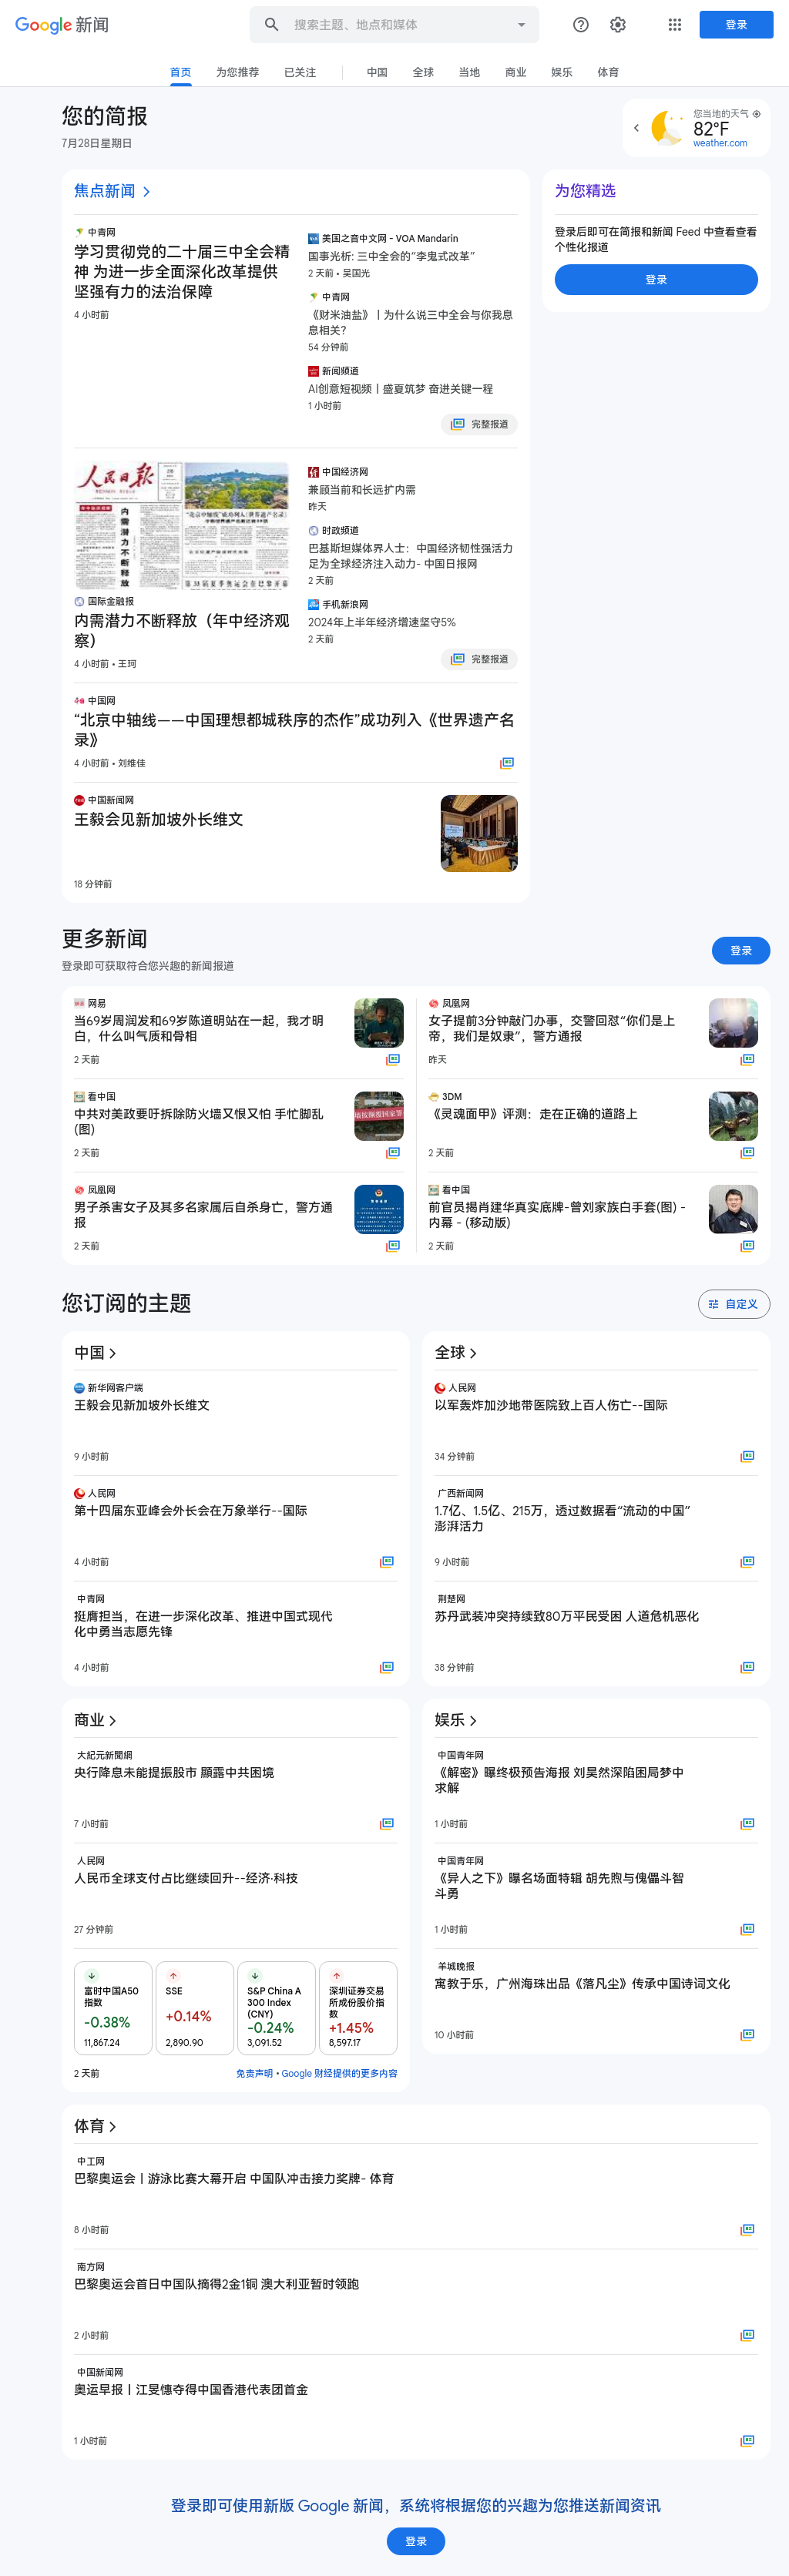 Google 新闻
搜索主题、地点和媒体
登录
首页
为您推荐
已关注
中国
全球
当地
商业
娱乐
体育
您的简报
7月28日星期日
您当地的天气
82°F
weather.com
焦点新闻
中青网
学习贯彻党的二十届三中全会精
神 为进一步全面深化改革提供
坚强有力的法治保障
4 小时前
美国之音中文网 - VOA Mandarin
国事光析: 三中全会的“李鬼式改革”
2 天前 • 吴国光
中青网
《财米油盐》丨为什么说三中全会与你我息
息相关？
54 分钟前
新闻频道
AI创意短视频丨盛夏筑梦 奋进关键一程
1 小时前
完整报道
为您精选
登录后即可在简报和新闻 Feed 中查看查看
个性化报道
登录
人民日报
内需潜力不断释放
国际金融报
内需潜力不断释放（年中经济观
察）
4 小时前 • 王珂
中国经济网
兼顾当前和长远扩内需
昨天
时政频道
巴基斯坦媒体界人士：中国经济韧性强活力
足为全球经济注入动力- 中国日报网
2 天前
手机新浪网
2024年上半年经济增速坚守5%
2 天前
完整报道
中国网
“北京中轴线——中国理想都城秩序的杰作”成功列入《世界遗产名
录》
4 小时前 • 刘维佳
中国新闻网
王毅会见新加坡外长维文
18 分钟前
更多新闻
登录即可获取符合您兴趣的新闻报道
登录
网易
当69岁周润发和69岁陈道明站在一起，我才明
白，什么叫气质和骨相
2 天前
凤凰网
女子提前3分钟敲门办事，交警回怼“你们是上
帝，我们是奴隶”，警方通报
昨天
看中国
中共对美政要吁拆除防火墙又恨又怕 手忙脚乱
(图)
2 天前
3DM
《灵魂面甲》评测：走在正确的道路上
2 天前
凤凰网
男子杀害女子及其多名家属后自杀身亡，警方通
报
2 天前
看中国
前官员揭肖建华真实底牌-曾刘家族白手套(图) -
内幕 - (移动版)
2 天前
您订阅的主题
自定义
中国
新华网客户端
王毅会见新加坡外长维文
9 小时前
人民网
第十四届东亚峰会外长会在万象举行--国际
4 小时前
中青网
挺膺担当，在进一步深化改革、推进中国式现代
化中勇当志愿先锋
4 小时前
全球
人民网
以军轰炸加沙地带医院致上百人伤亡--国际
34 分钟前
广西新闻网
1.7亿、1.5亿、215万，透过数据看“流动的中国”
澎湃活力
9 小时前
荆楚网
苏丹武装冲突持续致80万平民受困 人道危机恶化
38 分钟前
商业
大紀元新聞網
央行降息未能提振股市 顯露中共困境
7 小时前
人民网
人民币全球支付占比继续回升--经济·科技
27 分钟前
富时中国A50
指数
-0.38%
11,867.24
SSE
+0.14%
2,890.90
S&P China A
300 Index
(CNY)
-0.24%
3,091.52
深圳证券交易
所成份股价指
数
+1.45%
8,597.17
2 天前
免责声明 • Google 财经提供的更多内容
娱乐
中国青年网
《解密》曝终极预告海报 刘昊然深陷困局梦中
求解
1 小时前
中国青年网
《异人之下》曝名场面特辑 胡先煦与傀儡斗智
斗勇
1 小时前
羊城晚报
寓教于乐，广州海珠出品《落凡尘》传承中国诗词文化
10 小时前
体育
中工网
巴黎奥运会丨游泳比赛大幕开启 中国队冲击接力奖牌- 体育
8 小时前
南方网
巴黎奥运会首日中国队摘得2金1铜 澳大利亚暂时领跑
2 小时前
中国新闻网
奥运早报丨江旻憓夺得中国香港代表团首金
1 小时前
登录即可使用新版 Google 新闻，系统将根据您的兴趣为您推送新闻资讯
登录